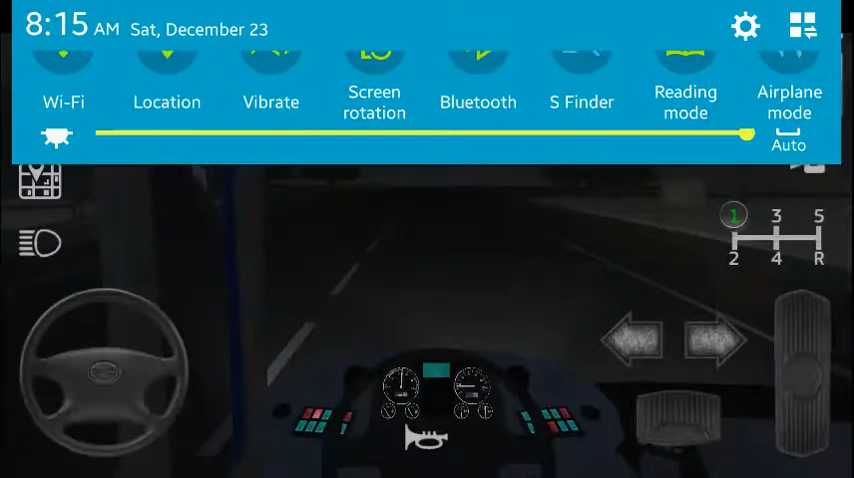 8:15 AM Sat, December 23
Wi-Fi
Location
Vibrate
Screen
rotation
Bluetooth
S Finder
Reading
mode
Airplane
mode
Auto
1 3 5
2 4 R